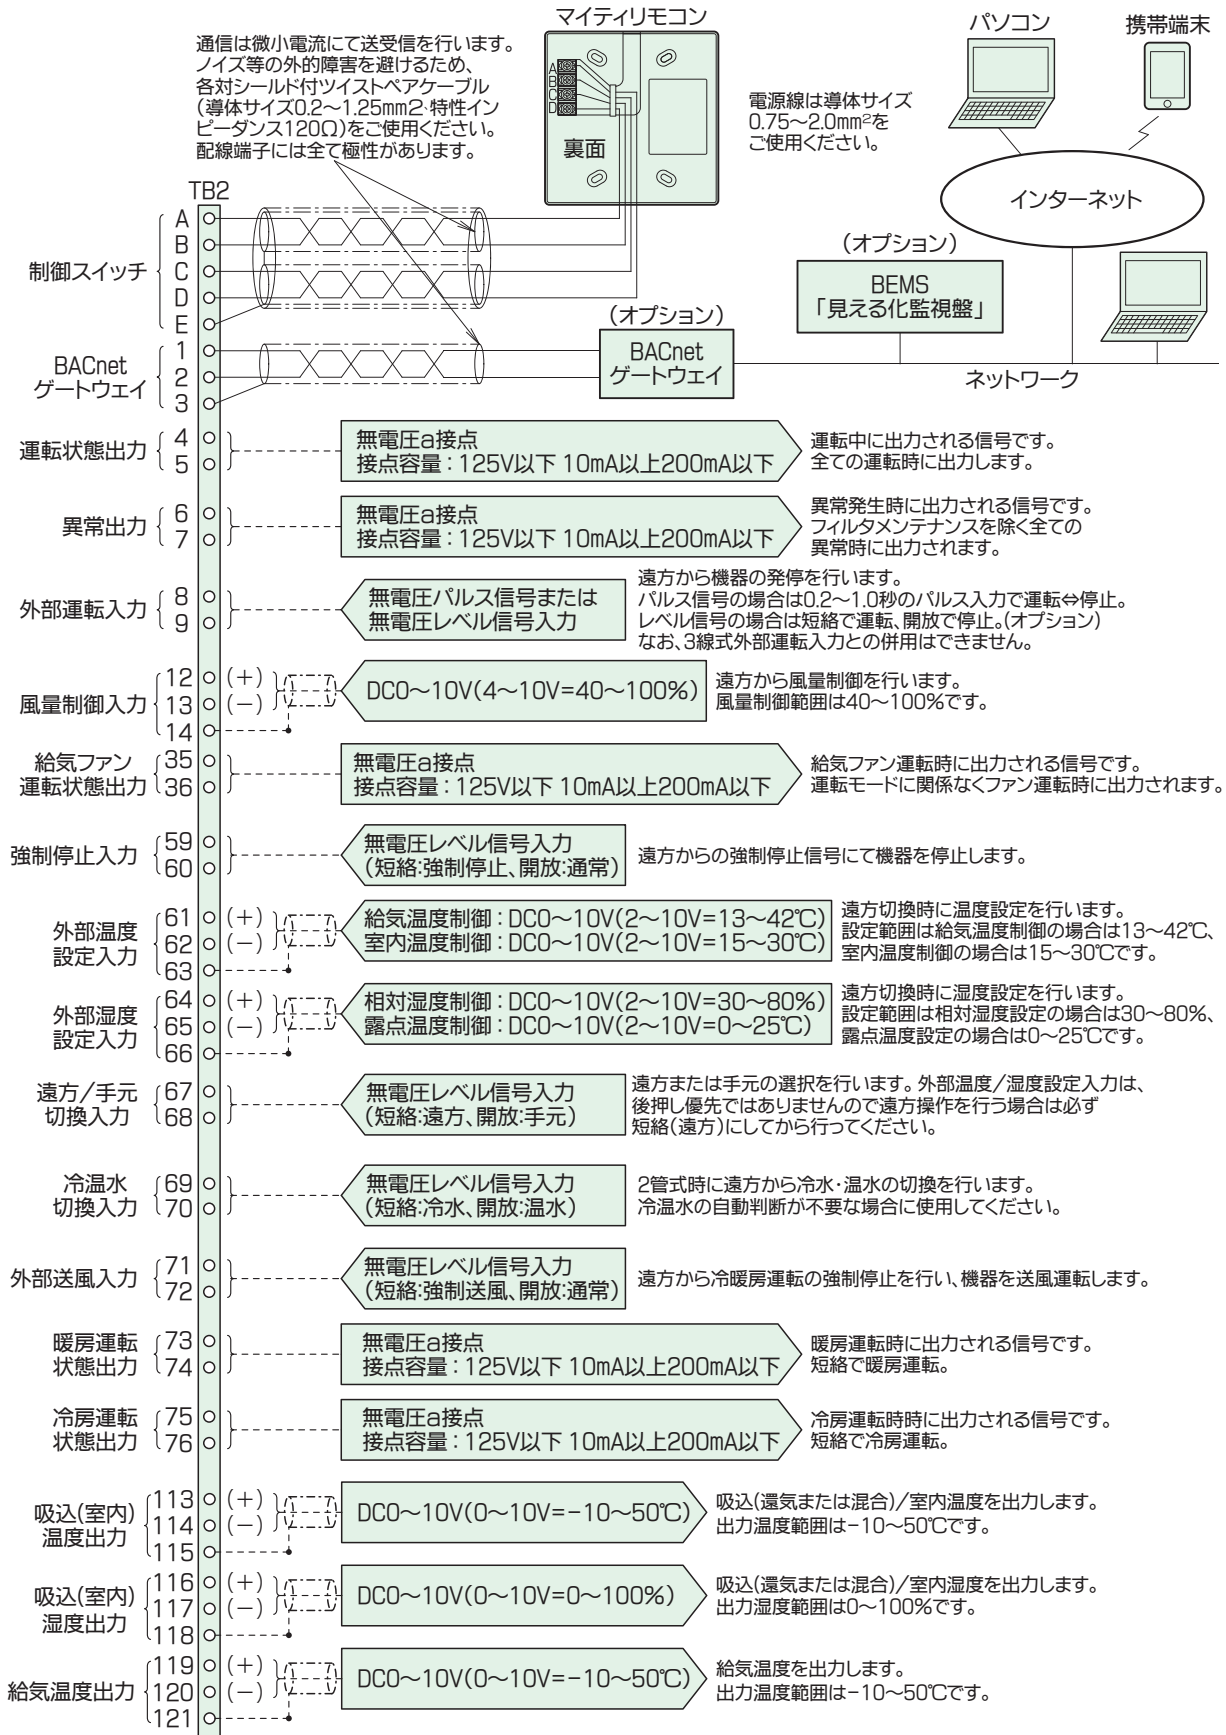 マイティリモコン
パソコン
携帯端末
通信は微小電流にて送受信を行います。
ノイズ等の外的障害を避けるため、
各対シールド付ツイストペアケーブル
(導体サイズ0.2〜1.25mm2・特性イン
ピーダンス120Ω)をご使用ください。
配線端子には全て極性があります。
A
B
C
D
裏面
電源線は導体サイズ
0.75〜2.0mm²を
ご使用ください。
インターネット
TB2
制御スイッチ
A
B
C
D
E
(オプション)
BEMS
「見える化監視盤」
(オプション)
BACnet
ゲートウェイ
ネットワーク
BACnet
ゲートウェイ
1
2
3
運転状態出力
4
5
無電圧a接点
接点容量:125V以下 10mA以上200mA以下
運転中に出力される信号です。
全ての運転時に出力します。
異常出力
6
7
無電圧a接点
接点容量:125V以下 10mA以上200mA以下
異常発生時に出力される信号です。
フィルタメンテナンスを除く全ての
異常時に出力されます。
外部運転入力
8
9
無電圧パルス信号または
無電圧レベル信号入力
遠方から機器の発停を行います。
パルス信号の場合は0.2〜1.0秒のパルス入力で運転⇔停止。
レベル信号の場合は短絡で運転、開放で停止。(オプション)
なお、3線式外部運転入力との併用はできません。
風量制御入力
12 (+)
13 (−)
14
DC0〜10V(4〜10V=40〜100%)
遠方から風量制御を行います。
風量制御範囲は40〜100%です。
給気ファン
運転状態出力
35
36
無電圧a接点
接点容量:125V以下 10mA以上200mA以下
給気ファン運転時に出力される信号です。
運転モードに関係なくファン運転時に出力されます。
強制停止入力
59
60
無電圧レベル信号入力
(短絡:強制停止、開放:通常)
遠方からの強制停止信号にて機器を停止します。
外部温度
設定入力
61 (+)
62 (−)
63
給気温度制御:DC0〜10V(2〜10V=13〜42℃)
室内温度制御:DC0〜10V(2〜10V=15〜30℃)
遠方切換時に温度設定を行います。
設定範囲は給気温度制御の場合は13〜42℃、
室内温度制御の場合は15〜30℃です。
外部湿度
設定入力
64 (+)
65 (−)
66
相対湿度制御:DC0〜10V(2〜10V=30〜80%)
露点温度制御:DC0〜10V(2〜10V=0〜25℃)
遠方切換時に湿度設定を行います。
設定範囲は相対湿度設定の場合は30〜80%、
露点温度設定の場合は0〜25℃です。
遠方/手元
切換入力
67
68
無電圧レベル信号入力
(短絡:遠方、開放:手元)
遠方または手元の選択を行います。外部温度/湿度設定入力は、
後押し優先ではありませんので遠方操作を行う場合は必ず
短絡(遠方)にしてから行ってください。
冷温水
切換入力
69
70
無電圧レベル信号入力
(短絡:冷水、開放:温水)
2管式時に遠方から冷水・温水の切換を行います。
冷温水の自動判断が不要な場合に使用してください。
外部送風入力
71
72
無電圧レベル信号入力
(短絡:強制送風、開放:通常)
遠方から冷暖房運転の強制停止を行い、機器を送風運転します。
暖房運転
状態出力
73
74
無電圧a接点
接点容量:125V以下 10mA以上200mA以下
暖房運転時に出力される信号です。
短絡で暖房運転。
冷房運転
状態出力
75
76
無電圧a接点
接点容量:125V以下 10mA以上200mA以下
冷房運転時時に出力される信号です。
短絡で冷房運転。
吸込(室内)
温度出力
113 (+)
114 (−)
115
DC0〜10V(0〜10V=−10〜50℃)
吸込(還気または混合)/室内温度を出力します。
出力温度範囲は−10〜50℃です。
吸込(室内)
湿度出力
116 (+)
117 (−)
118
DC0〜10V(0〜10V=0〜100%)
吸込(還気または混合)/室内湿度を出力します。
出力湿度範囲は0〜100%です。
給気温度出力
119 (+)
120 (−)
121
DC0〜10V(0〜10V=−10〜50℃)
給気温度を出力します。
出力温度範囲は−10〜50℃です。